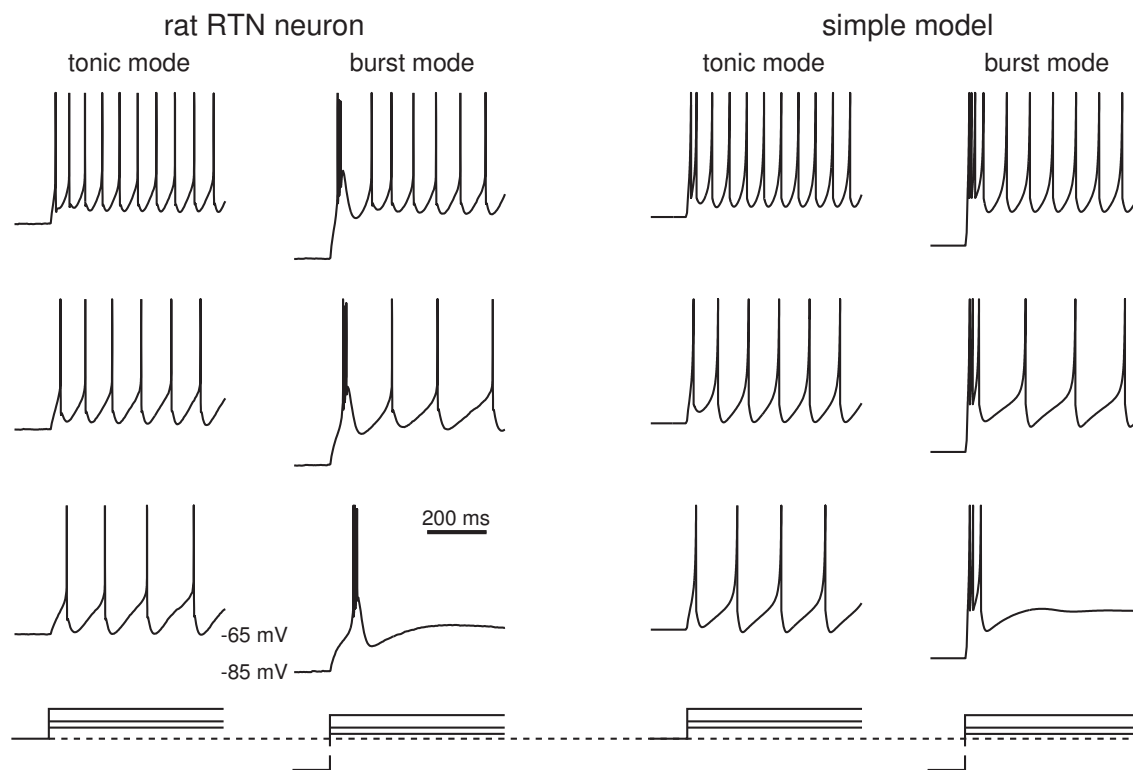 rat RTN neuron
simple model
tonic mode
burst mode
tonic mode
burst mode
200 ms
-65 mV
-85 mV